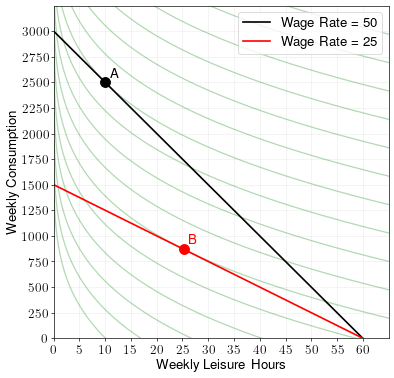 Wage Rate = 50
Wage Rate = 25
3000
2750
2500
2250
2000
1750
1500
1250
1000
750
500
250
0
A
B
0 5 10 15 20 25 30 35 40 45 50 55 60
Weekly Leisure Hours
Weekly Consumption